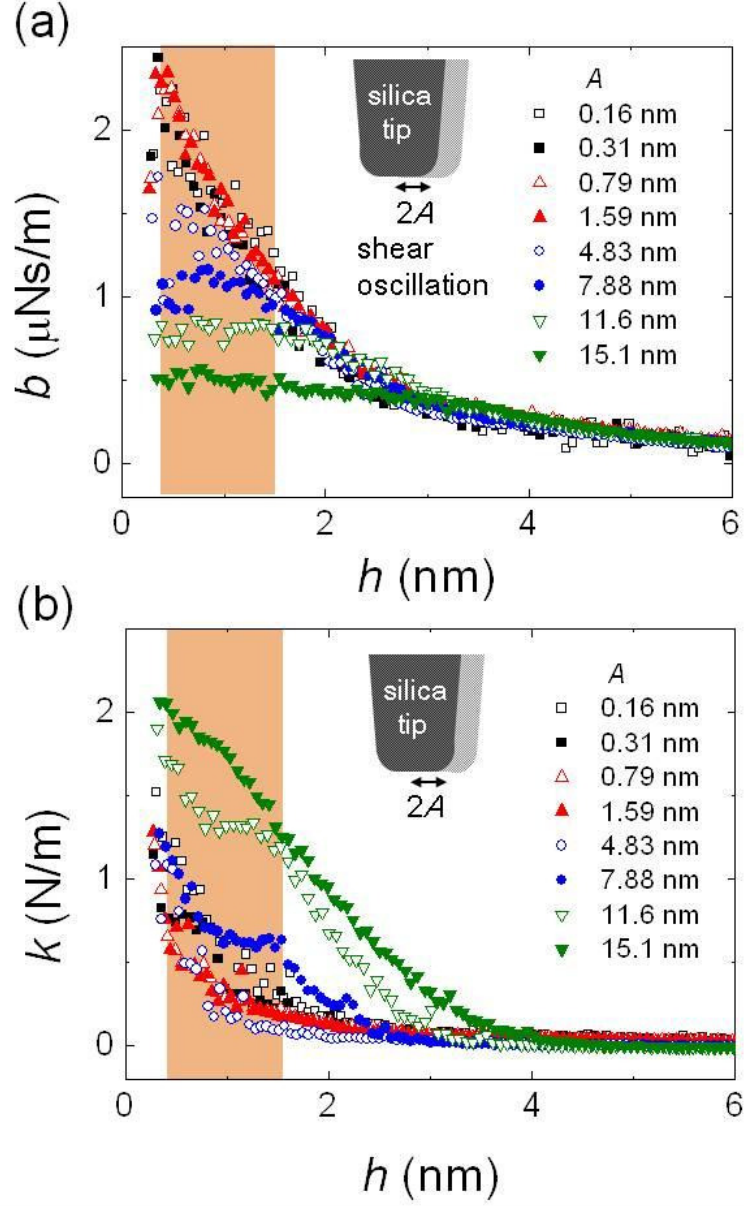 (a)
2
1
0
b (μNs/m)
silica
tip
2A
shear
oscillation
A
0.16 nm
0.31 nm
0.79 nm
1.59 nm
4.83 nm
7.88 nm
11.6 nm
15.1 nm
0 2 4 6
h (nm)
(b)
2
1
0
k (N/m)
silica
tip
2A
A
0.16 nm
0.31 nm
0.79 nm
1.59 nm
4.83 nm
7.88 nm
11.6 nm
15.1 nm
0 2 4 6
h (nm)